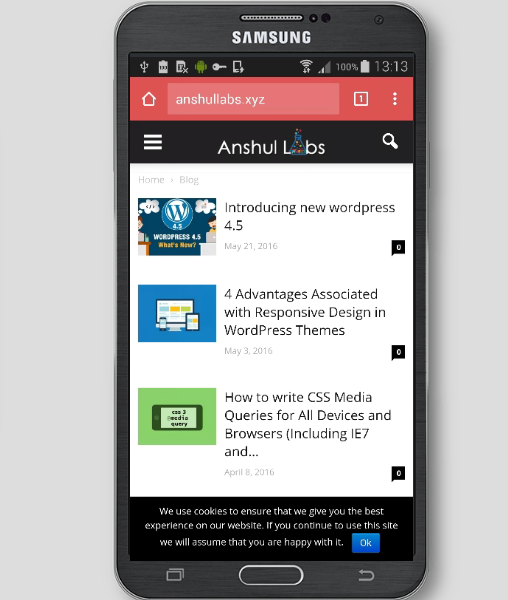 SAMSUNG
100% 13:13
anshullabs.xyz
1
Anshul Labs
Home › Blog
4.5
WORDPRESS 4.5
What's New?
Introducing new wordpress
4.5
May 21, 2016
0
4 Advantages Associated
with Responsive Design in
WordPress Themes
May 3, 2016
0
css 3
@media
query
How to write CSS Media
Queries for All Devices and
Browsers (Including IE7
and...
April 8, 2016
0
We use cookies to ensure that we give you the best
experience on our website. If you continue to use this site
we will assume that you are happy with it. Ok